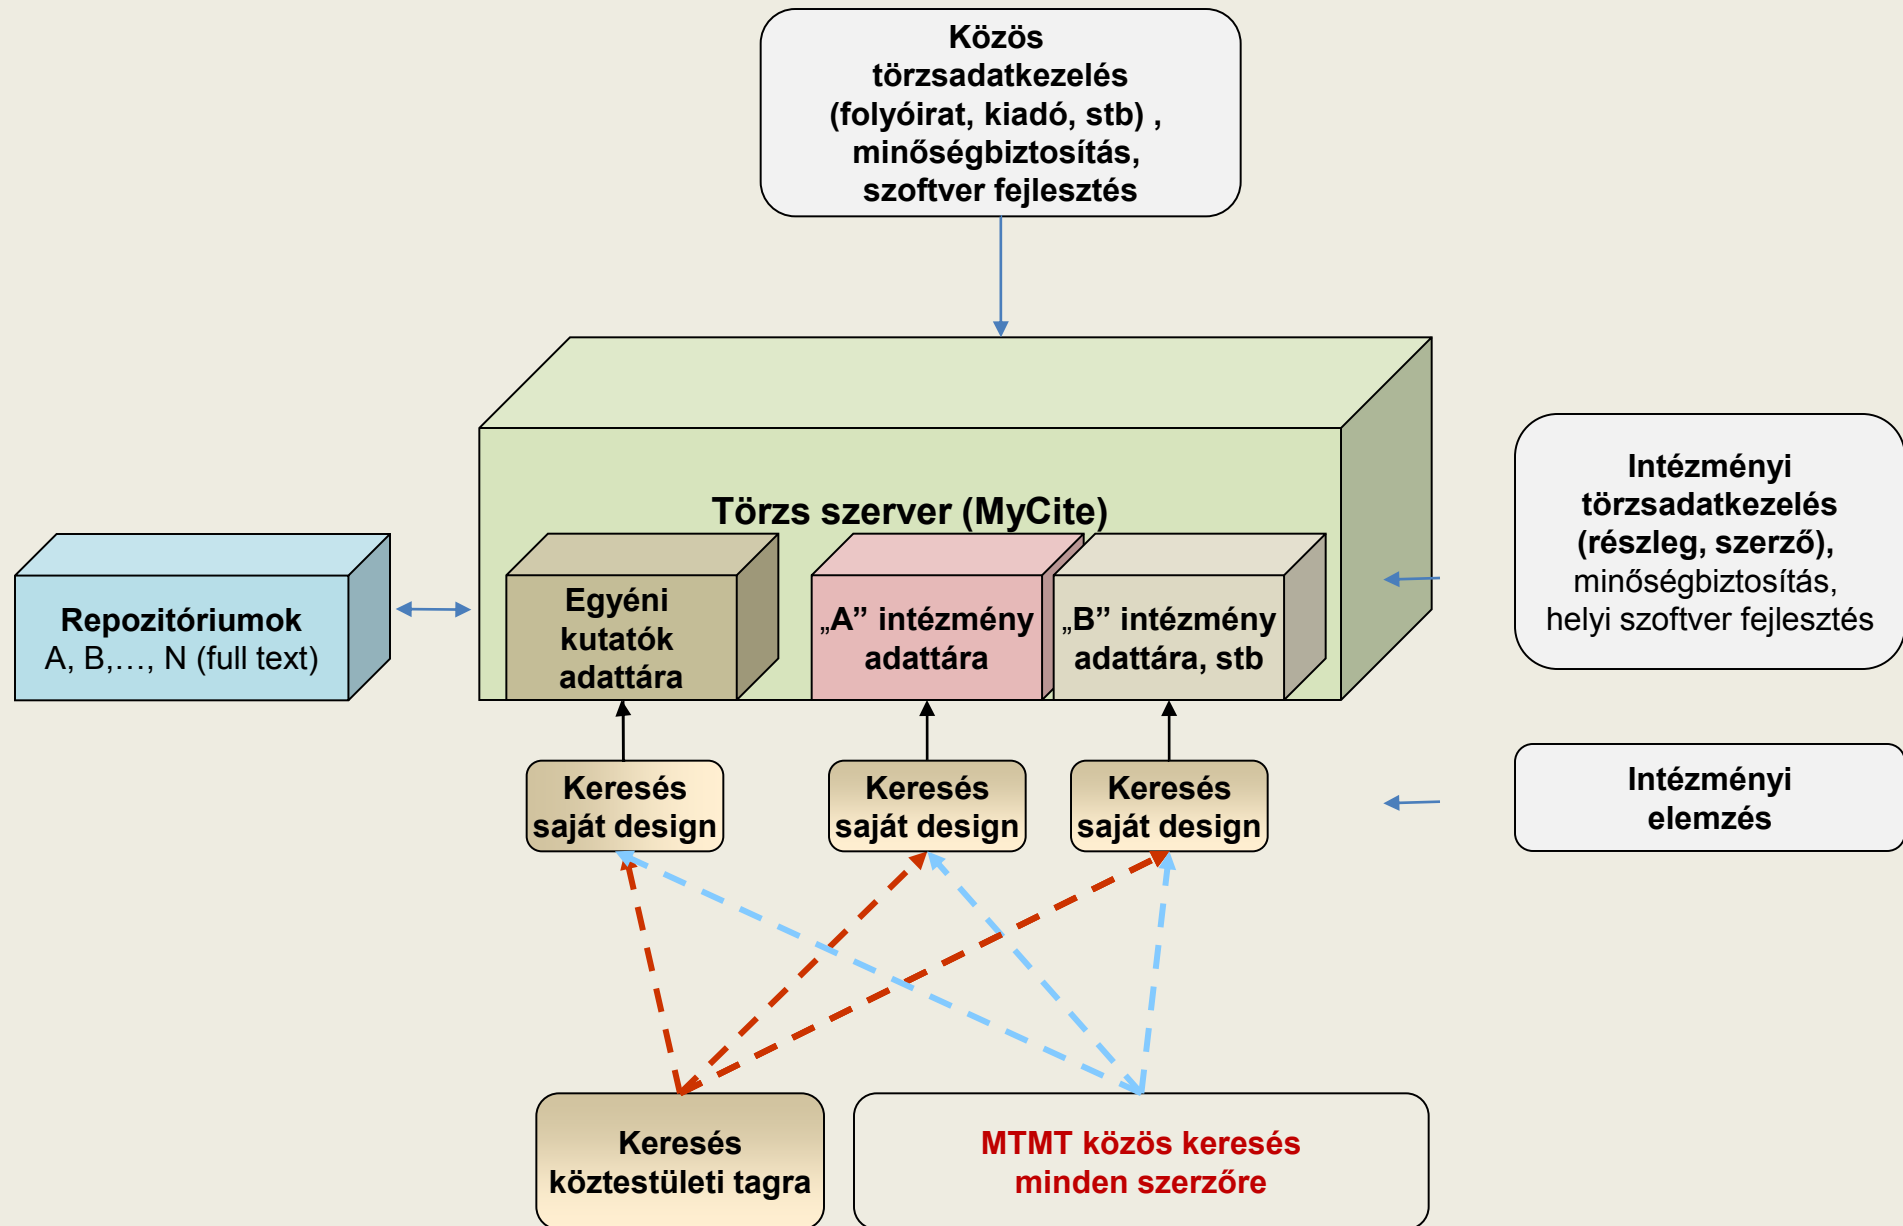 Közös
törzsadatkezelés
(folyóirat, kiadó, stb) ,
minőségbiztosítás,
szoftver fejlesztés
Törzs szerver (MyCite)
Repozitóriumok
A, B,…, N (full text)
Egyéni
kutatók
adattára
„A” intézmény
adattára
„B” intézmény
adattára, stb
Intézményi
törzsadatkezelés
(részleg, szerző),
minőségbiztosítás,
helyi szoftver fejlesztés
Keresés
saját design
Keresés
saját design
Keresés
saját design
Intézményi
elemzés
Keresés
köztestületi tagra
MTMT közös keresés
minden szerzőre